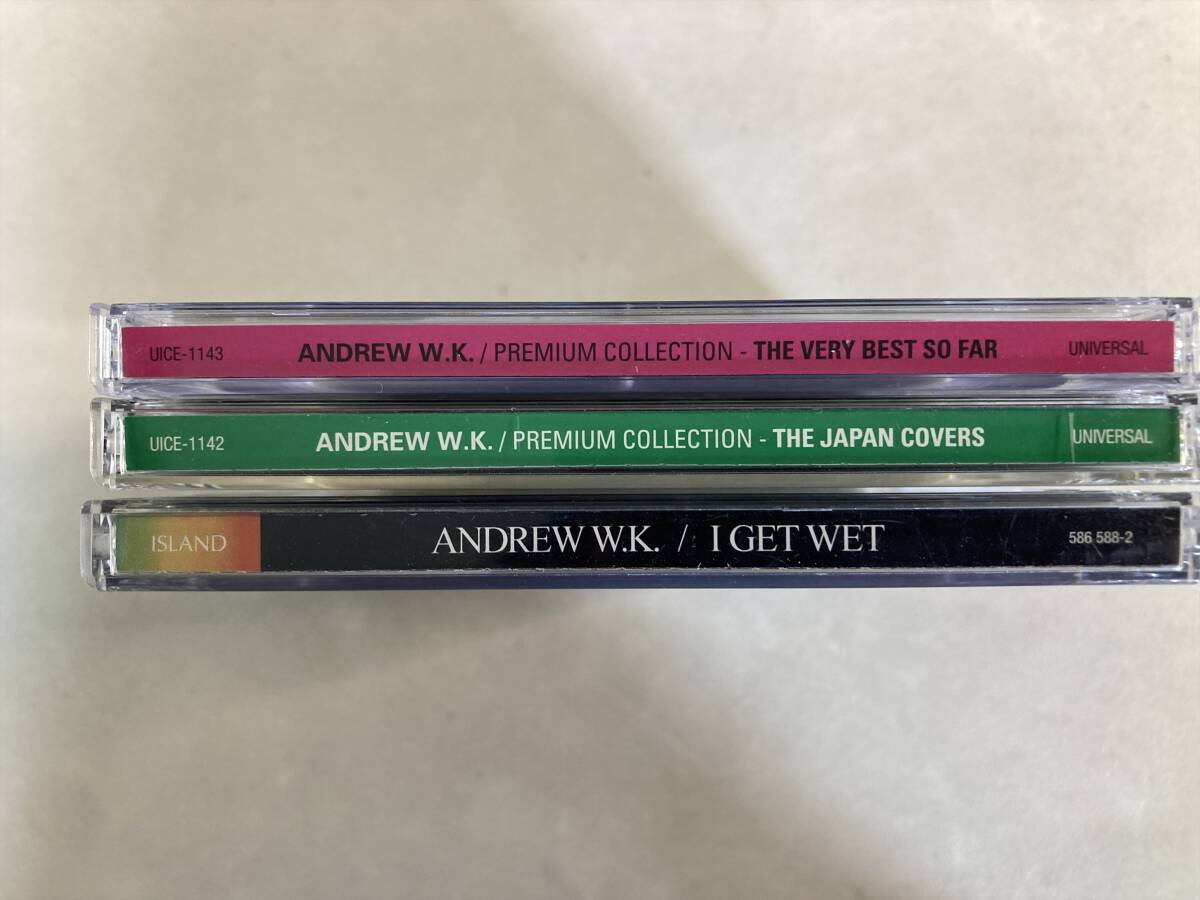 UICE-1143 ANDREW W.K. / PREMIUM COLLECTION - THE VERY BEST SO FAR UNIVERSAL
UICE-1142 ANDREW W.K. / PREMIUM COLLECTION - THE JAPAN COVERS UNIVERSAL
ISLAND ANDREW W.K. / I GET WET 586 588-2